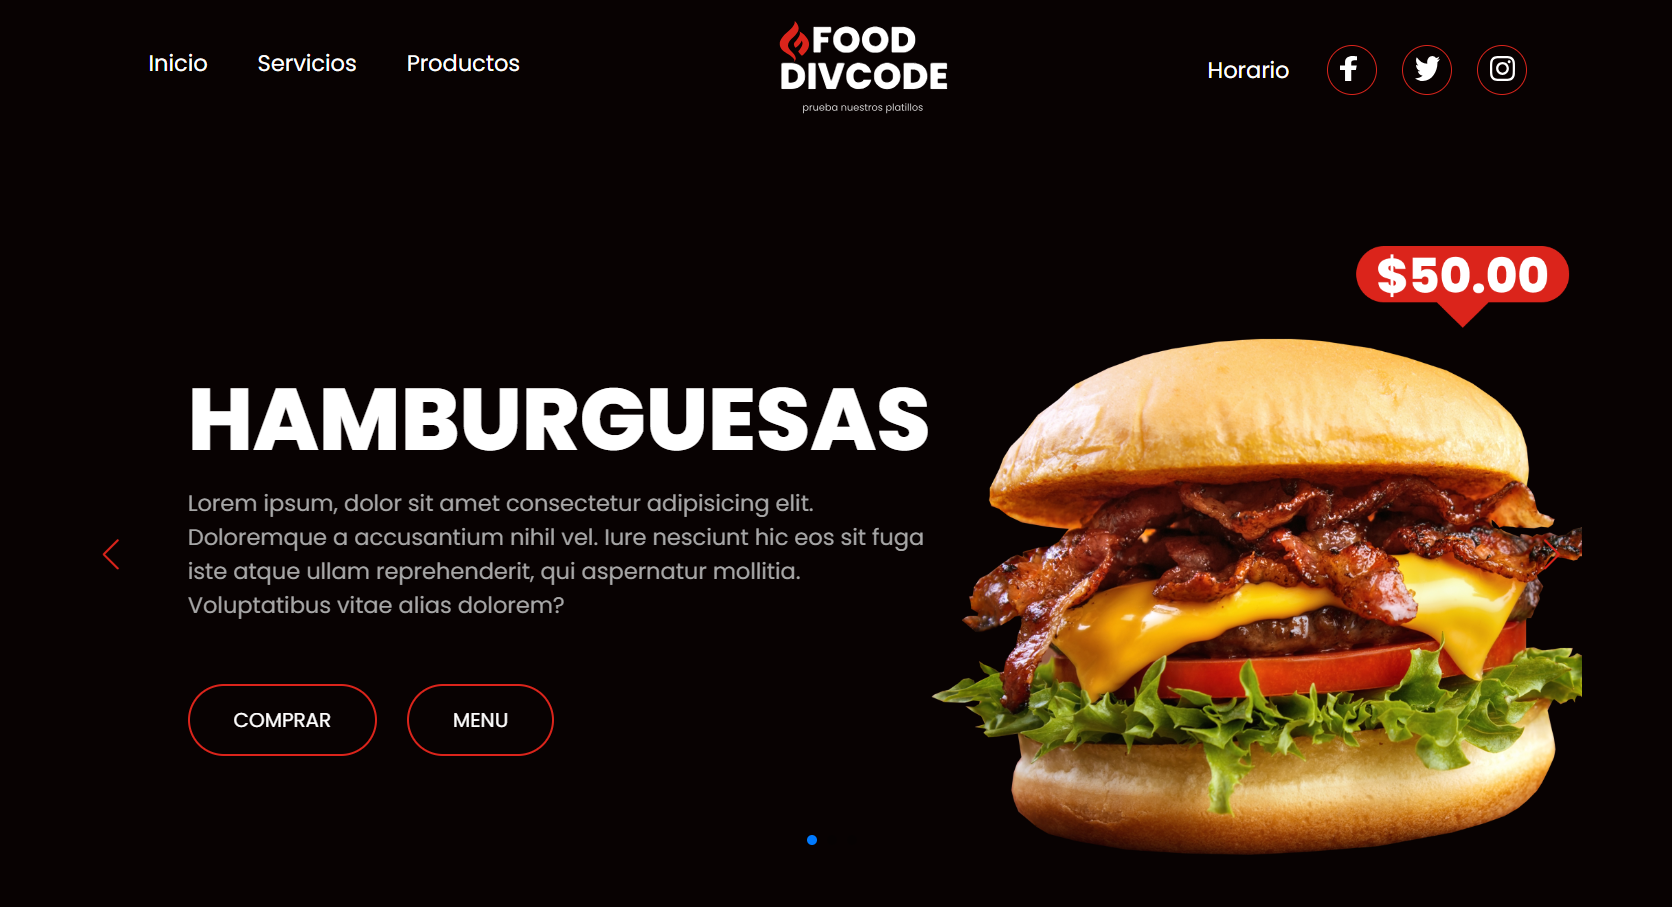 Inicio
Servicios
Productos
FOOD
DIVCODE
prueba nuestros platillos
Horario
$50.00
HAMBURGUESAS
Lorem ipsum, dolor sit amet consectetur adipisicing elit.
Doloremque a accusantium nihil vel. Iure nesciunt hic eos sit fuga
iste atque ullam reprehenderit, qui aspernatur mollitia.
Voluptatibus vitae alias dolorem?
COMPRAR
MENU